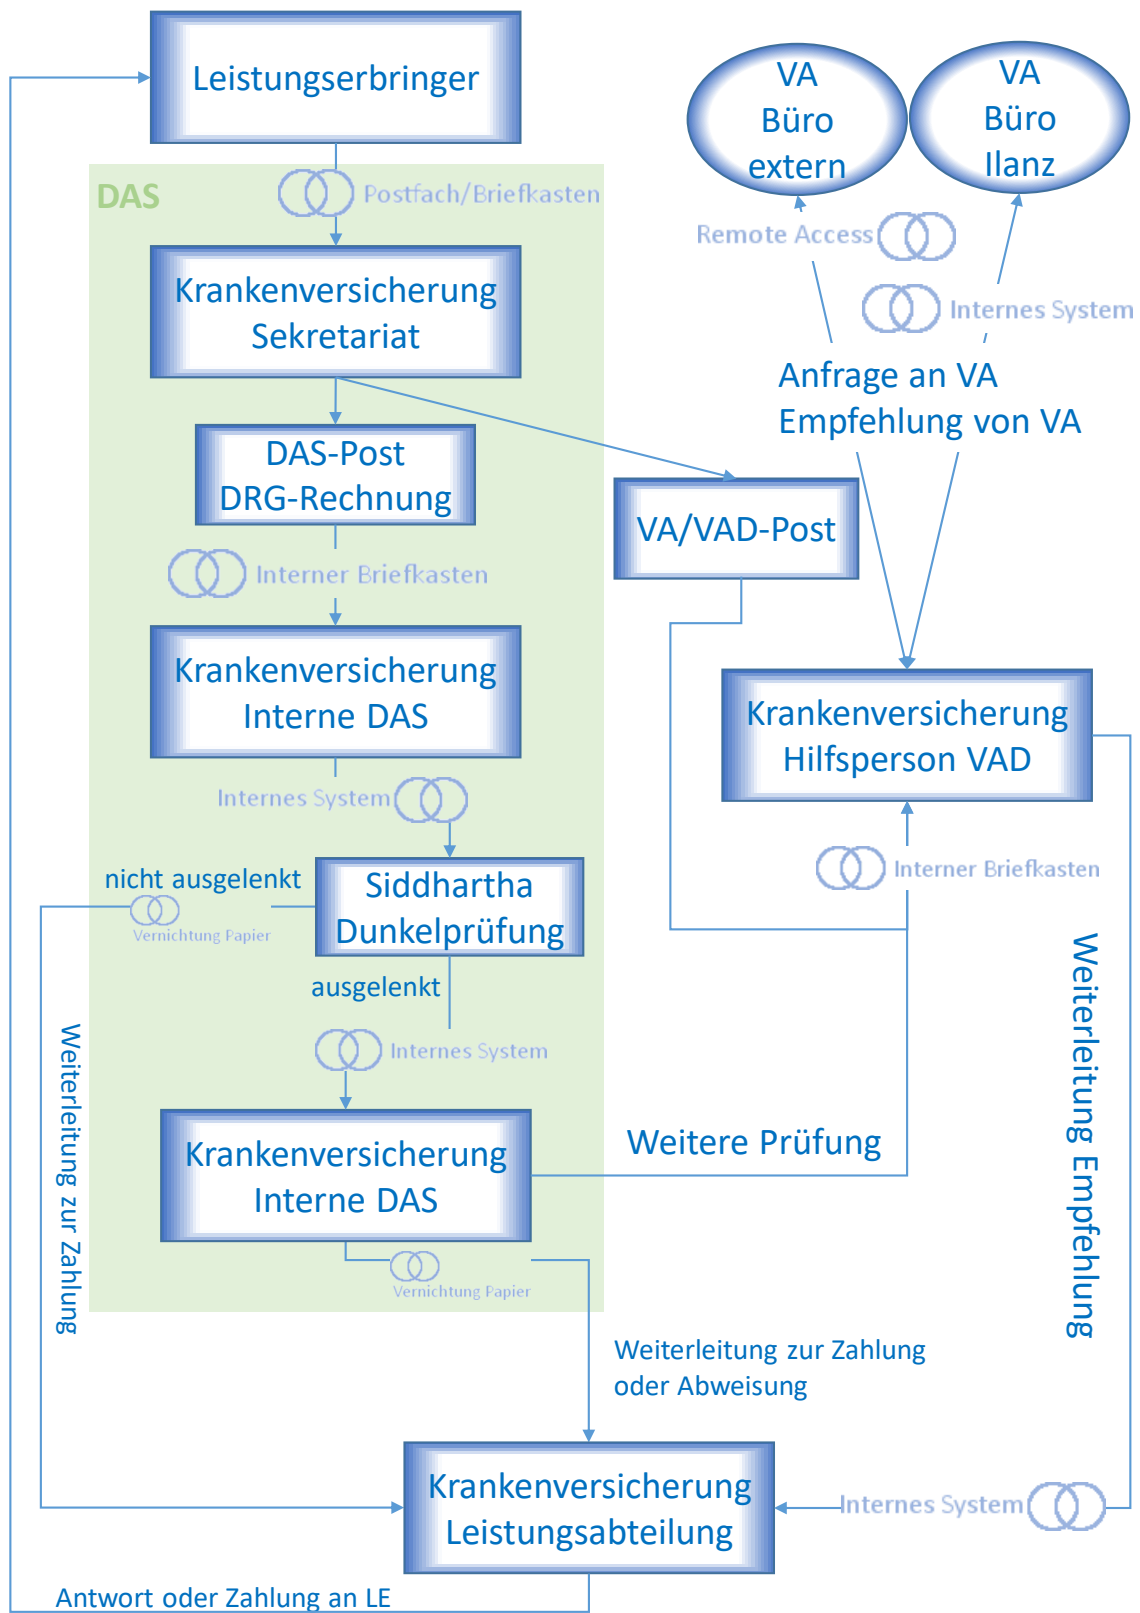 Leistungserbringer
VA
Büro
extern
VA
Büro
Ilanz
DAS
Postfach/Briefkasten
Remote Access
Krankenversicherung
Sekretariat
Internes System
Anfrage an VA
Empfehlung von VA
DAS-Post
DRG-Rechnung
VA/VAD-Post
Interner Briefkasten
Krankenversicherung
Interne DAS
Krankenversicherung
Hilfsperson VAD
Internes System
Interner Briefkasten
nicht ausgelenkt
Vernichtung Papier
Siddhartha
Dunkelprüfung
ausgelenkt
Internes System
Weiterleitung zur Zahlung
Weiterleitung Empfehlung
Krankenversicherung
Interne DAS
Weitere Prüfung
Vernichtung Papier
Weiterleitung zur Zahlung
oder Abweisung
Krankenversicherung
Leistungsabteilung
Internes System
Antwort oder Zahlung an LE